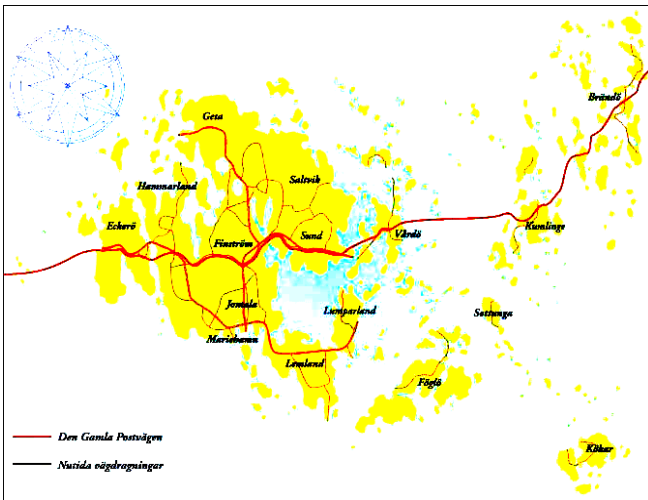 Brändö
Geta
Saltvik
Hammarland
Eckerö
Finström
Sund
Vårdö
Kumlinge
Jomala
Lumparland
Sottunga
Mariehamn
Lemland
Föglö
Den Gamla Postvägen
Kökar
Nutida vägdragningar